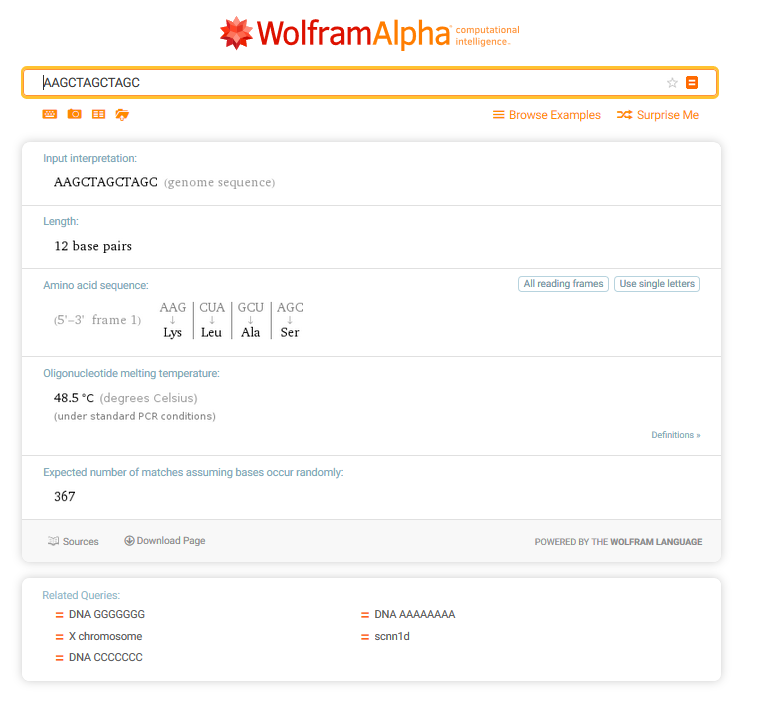 WolframAlpha computational intelligence.
AAGCTAGCTAGC
Browse Examples Surprise Me
Input interpretation:
AAGCTAGCTAGC (genome sequence)
Length:
12 base pairs
Amino acid sequence: All reading frames Use single letters
AAG CUA GCU AGC
(5'–3' frame 1) ↓ ↓ ↓ ↓
Lys Leu Ala Ser
Oligonucleotide melting temperature:
48.5 °C (degrees Celsius)
(under standard PCR conditions)
Definitions »
Expected number of matches assuming bases occur randomly:
367
Sources Download Page POWERED BY THE WOLFRAM LANGUAGE
Related Queries:
= DNA GGGGGGG = DNA AAAAAAAA
= X chromosome = scnn1d
= DNA CCCCCCC